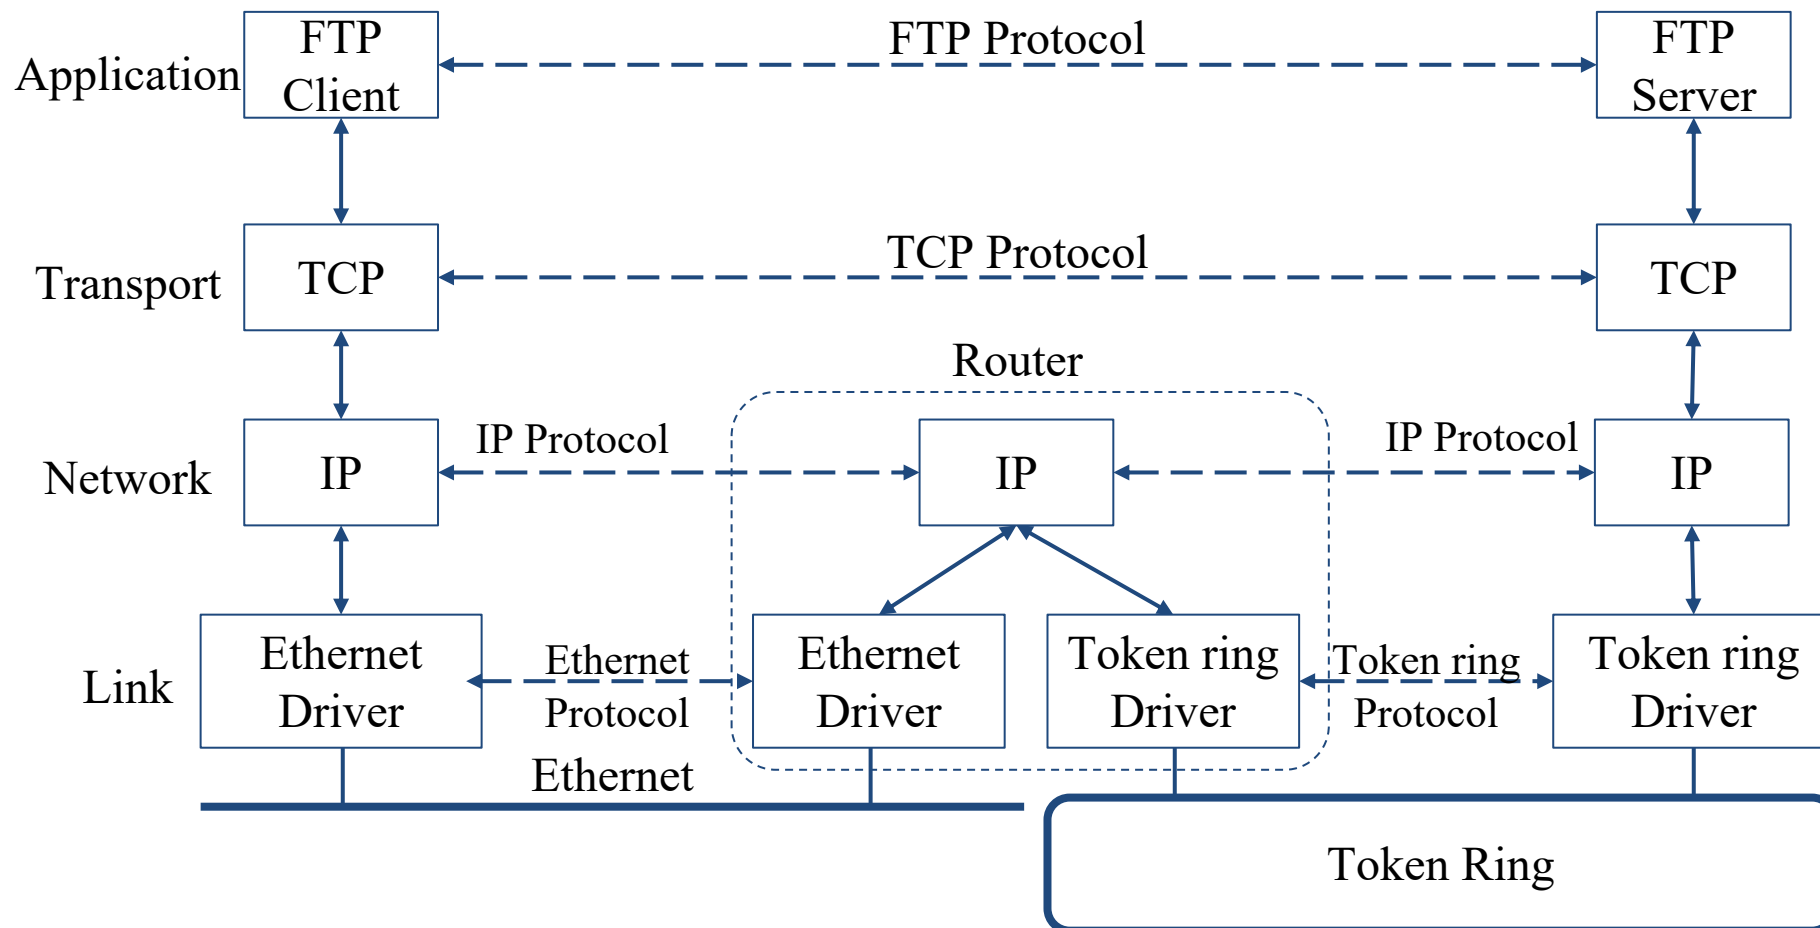 Application
FTP
Client
FTP Protocol
FTP
Server
Transport
TCP
TCP Protocol
TCP
Router
Network
IP
IP Protocol
IP
IP Protocol
IP
Link
Ethernet
Driver
Ethernet
Protocol
Ethernet
Driver
Token ring
Driver
Token ring
Protocol
Token ring
Driver
Ethernet
Token Ring